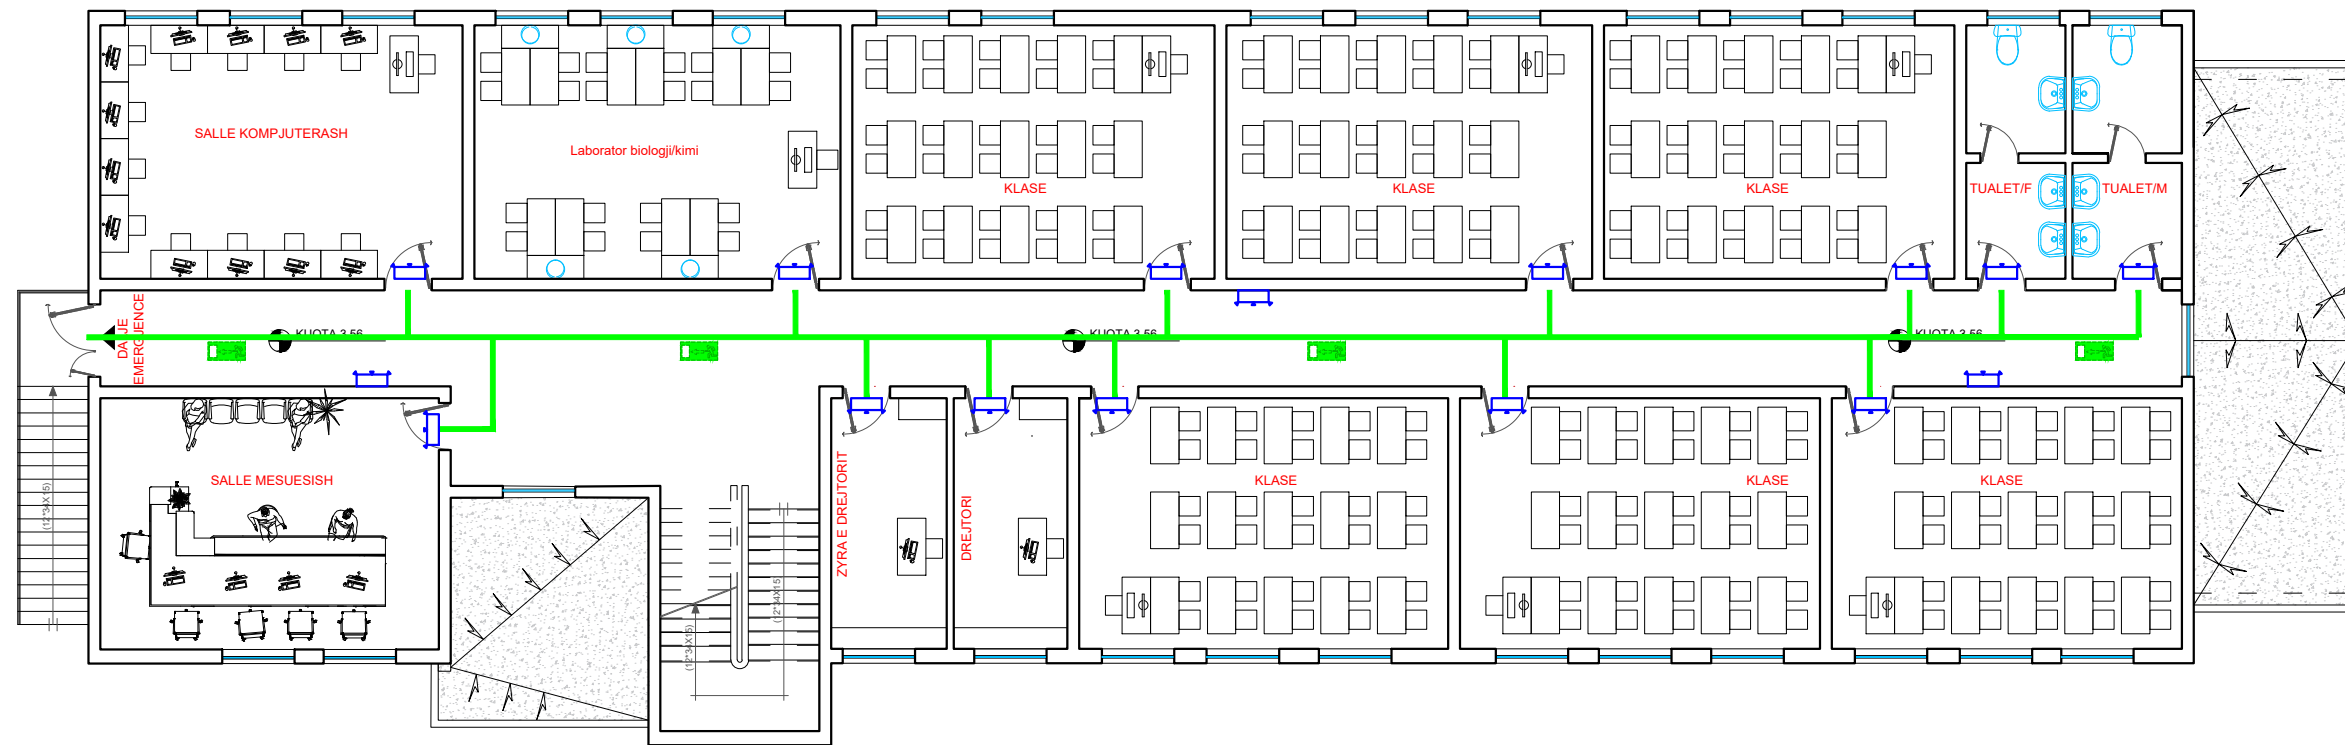 SALLE KOMPJUTERASH
Laborator biologji/kimi
KLASE
KLASE
KLASE
TUALET/F
TUALET/M
EMERGJENCE
KUOTA 3.56
KUOTA 3.56
KUOTA 3.56
SALLE MESUESISH
ZYRA E DREJTORIT
DREJTORI
KLASE
KLASE
KLASE
(12*34X15)
(12*34X15)
(12*34X15)